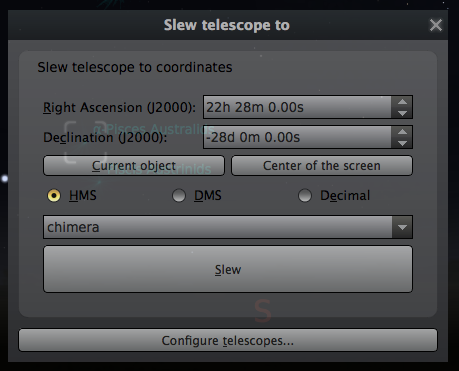 Slew telescope to
Slew telescope to coordinates
Right Ascension (J2000): 22h 28m 0.00s
Declination (J2000): -28d 0m 0.00s
Current object Center of the screen
HMS DMS Decimal
chimera
Slew
S
Configure telescopes...